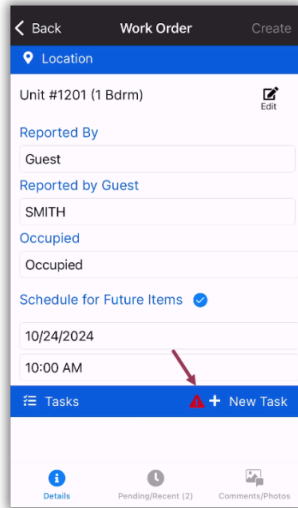 Back Work Order Create
Location
Unit #1201 (1 Bdrm)
Edit
Reported By
Guest
Reported by Guest
SMITH
Occupied
Occupied
Schedule for Future Items
10/24/2024
10:00 AM
Tasks + New Task
Details Pending/Recent (2) Comments/Photos